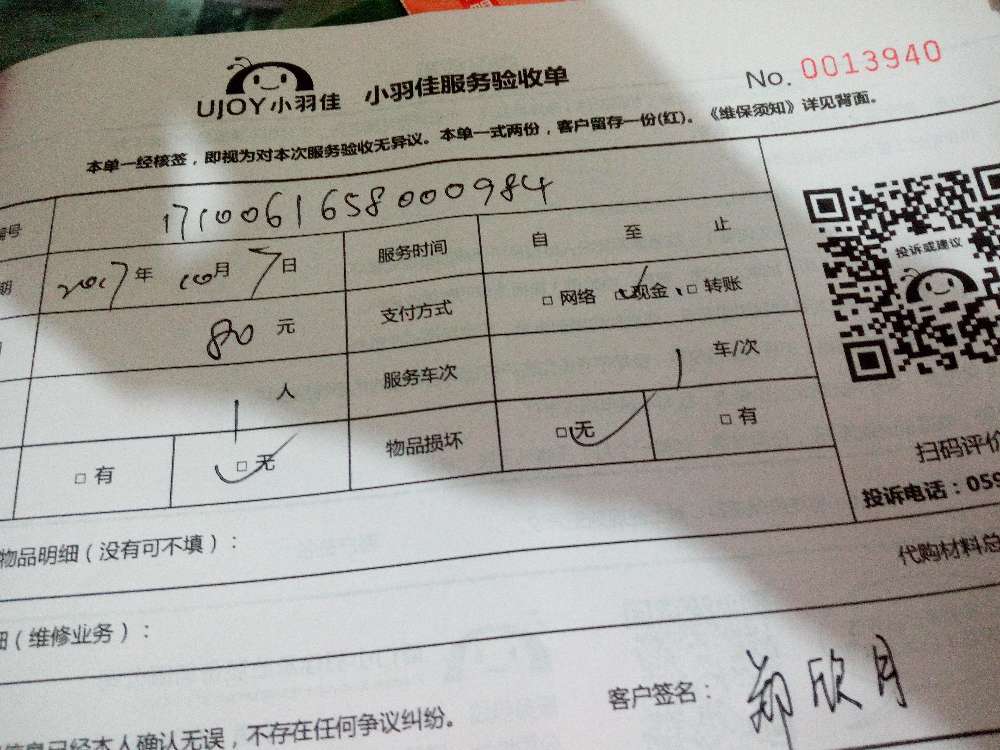 UJOY小羽佳 小羽佳服务验收单 No. 0013940
本单一经核签，即视为对本次服务验收无异议。本单一式两份，客户留存一份(红)。《维保须知》详见背面。
编号 1710061658000984
期 2017年 10月 7日 服务时间 自 至 止
投诉或建议
80 元 支付方式 □ 网络 □ 现金 □ 转账
1 人 服务车次 1 车/次
□ 有 □ 无 物品损坏 □ 无 □ 有
扫码评价
投诉电话：059
物品明细（没有可不填）：
代购材料总
细（维修业务）：
客户签名： 郑欣月
信息已经本人确认无误，不存在任何争议纠纷。